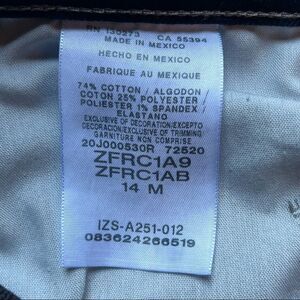 RN 130273 CA 55394
MADE IN MEXICO
HECHO EN MEXICO
FABRIQUE AU MEXIQUE
74% COTTON / ALGODON /
COTON 25% POLYESTER /
POLIESTER 1% SPANDEX /
ELASTANO
EXCLUSIVE OF DECORATION/EXCEPTO
DECORACION/EXCLUSIVE OF TRIMMING
GARNITURE NON COMPRISE
20J000530R 72520
ZFRC1A9
ZFRC1AB
14 M
IZS-A251-012
083624266519